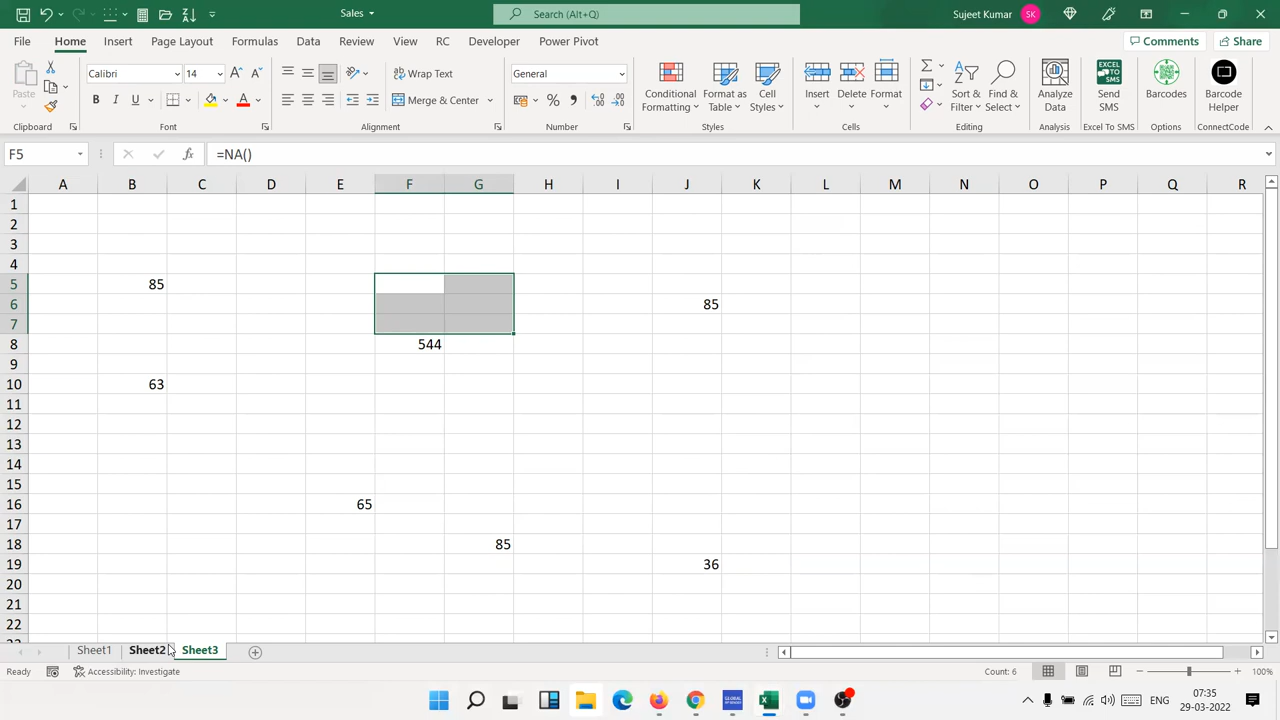 Sales
Search (Alt+Q)
Sujeet Kumar
SK
File Home Insert Page Layout Formulas Data Review View RC Developer Power Pivot
Comments Share
Paste
Calibri 14
Wrap Text
General
Conditional Formatting
Format as Table
Cell Styles
Insert
Delete
Format
Sort & Filter
Find & Select
Analyze Data
EXCEL TO SMS
Send SMS
Barcodes
Barcode Helper
B I U
Merge & Center
Clipboard Font Alignment Number Styles Cells Editing Analysis Excel To SMS Options ConnectCode
F5 fx =NA()
A B C D E F G H I J K L M N O P Q R
1
2
3
4
5 85
6 85
7
8 544
9
10 63
11
12
13
14
15
16 65
17
18 85
19 36
20
21
22
Sheet1 Sheet2 Sheet3
Ready Accessibility: Investigate Count: 6 100%
ENG
07:35
29-03-2022